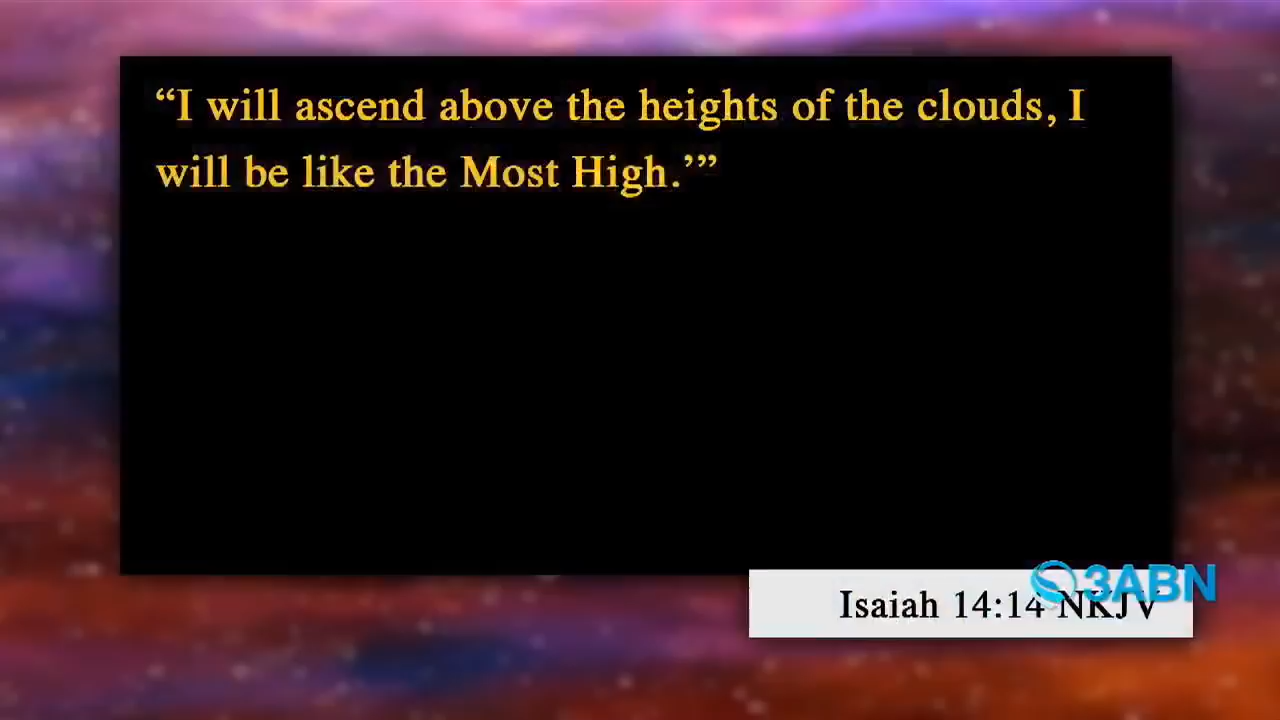 “I will ascend above the heights of the clouds, I
will be like the Most High.’”
3ABN
Isaiah 14:14 NKJV